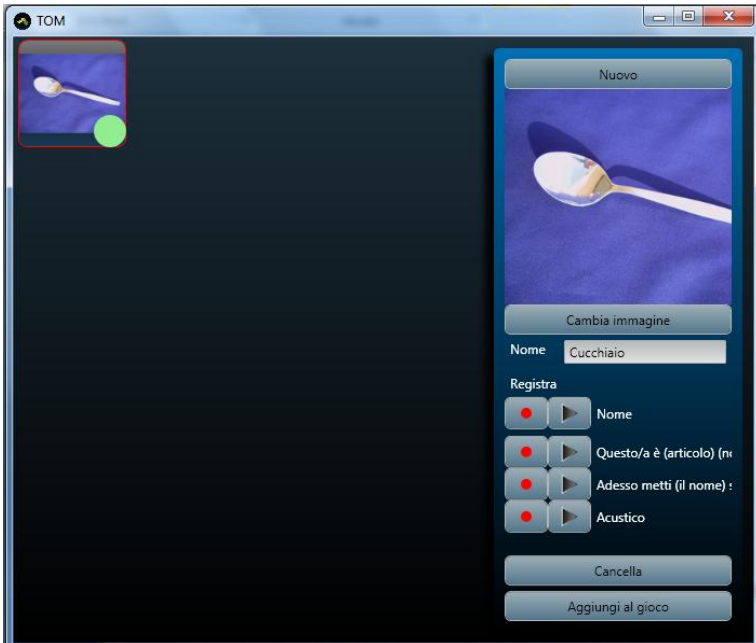 TOM
Nuovo
Cambia immagine
Nome Cucchiaio
Registra
Nome
Questo/a è (articolo) (no
Adesso metti (il nome) s
Acustico
Cancella
Aggiungi al gioco